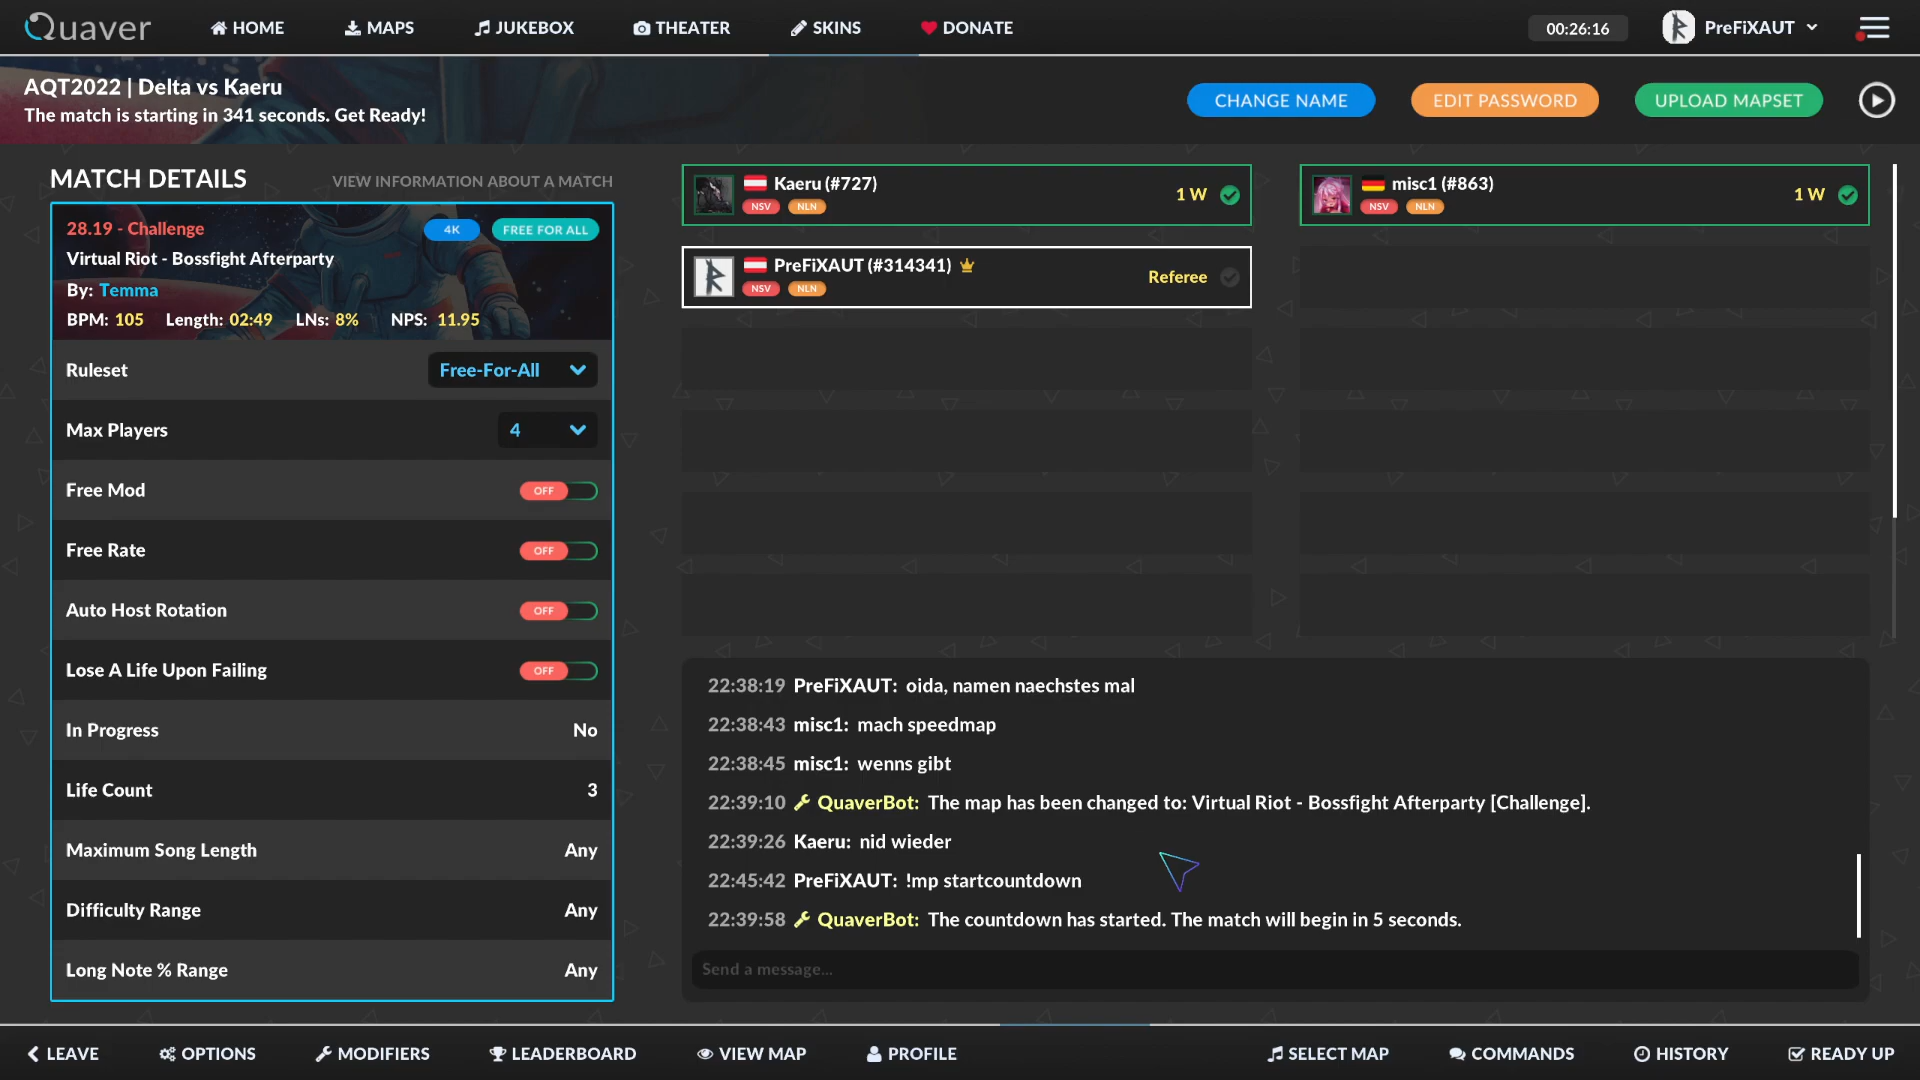 Quaver
HOME
MAPS
JUKEBOX
THEATER
SKINS
DONATE
00:26:16
PreFiXAUT
AQT2022 | Delta vs Kaeru
The match is starting in 341 seconds. Get Ready!
CHANGE NAME
EDIT PASSWORD
UPLOAD MAPSET
MATCH DETAILS
VIEW INFORMATION ABOUT A MATCH
28.19 - Challenge
4K
FREE FOR ALL
Virtual Riot - Bossfight Afterparty
By: Temma
BPM: 105 Length: 02:49 LNs: 8% NPS: 11.95
Ruleset
Free-For-All
Max Players
4
Free Mod
OFF
Free Rate
OFF
Auto Host Rotation
OFF
Lose A Life Upon Failing
OFF
In Progress
No
Life Count
3
Maximum Song Length
Any
Difficulty Range
Any
Long Note % Range
Any
Kaeru (#727)
NSV NLN
1 W
misc1 (#863)
NSV NLN
1 W
PreFiXAUT (#314341)
NSV NLN
Referee
22:38:19 PreFiXAUT: oida, namen naechstes mal
22:38:43 misc1: mach speedmap
22:38:45 misc1: wenns gibt
22:39:10 QuaverBot: The map has been changed to: Virtual Riot - Bossfight Afterparty [Challenge].
22:39:26 Kaeru: nid wieder
22:45:42 PreFiXAUT: !mp startcountdown
22:39:58 QuaverBot: The countdown has started. The match will begin in 5 seconds.
Send a message...
LEAVE
OPTIONS
MODIFIERS
LEADERBOARD
VIEW MAP
PROFILE
SELECT MAP
COMMANDS
HISTORY
READY UP